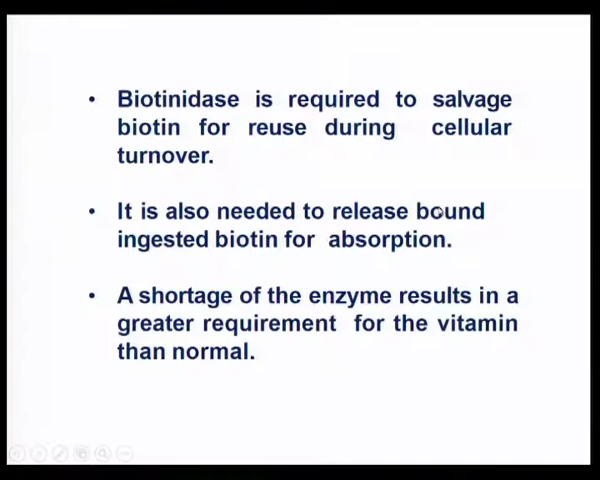 • Biotinidase is required to salvage
biotin for reuse during cellular
turnover.
• It is also needed to release bound
ingested biotin for absorption.
• A shortage of the enzyme results in a
greater requirement for the vitamin
than normal.